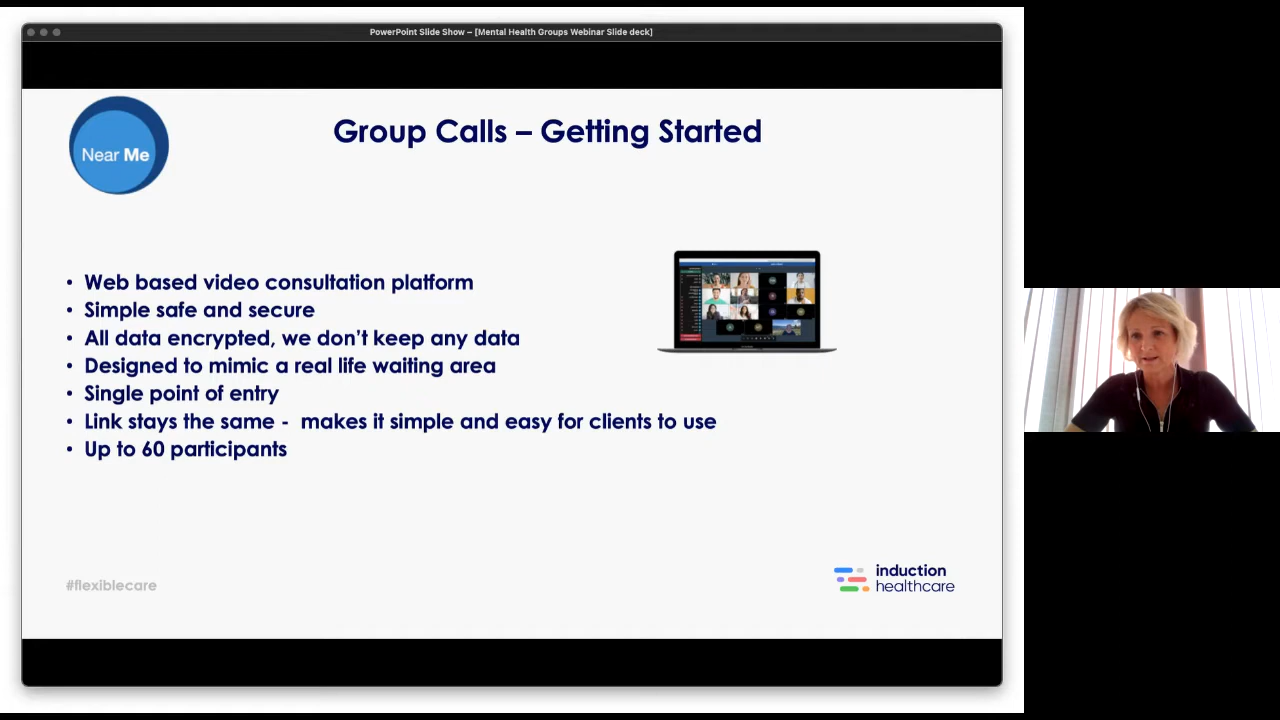 PowerPoint Slide Show – [Mental Health Groups Webinar Slide deck]
Near Me
Group Calls – Getting Started
• Web based video consultation platform
• Simple safe and secure
• All data encrypted, we don't keep any data
• Designed to mimic a real life waiting area
• Single point of entry
• Link stays the same -  makes it simple and easy for clients to use
• Up to 60 participants
#flexiblecare
induction
healthcare